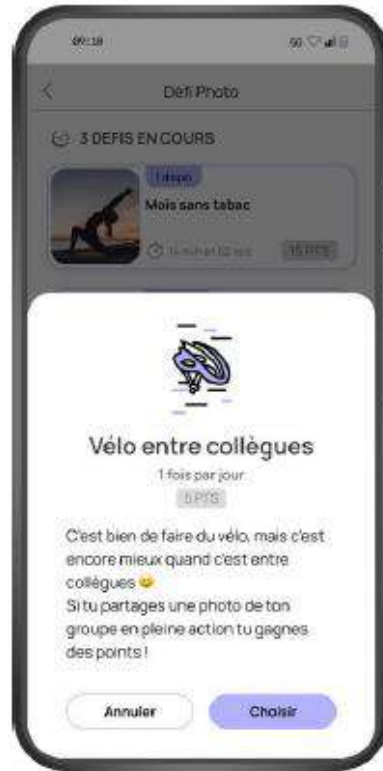 09:18
5G
Défi Photo
3 DEFIS EN COURS
Mois sans tabac
15 PTS
Vélo entre collègues
1 fois par jour
5 PTS
C'est bien de faire du vélo, mais c'est
encore mieux quand c'est entre
collègues 😄
Si tu partages une photo de ton
groupe en pleine action tu gagnes
des points !
Annuler
Choisir